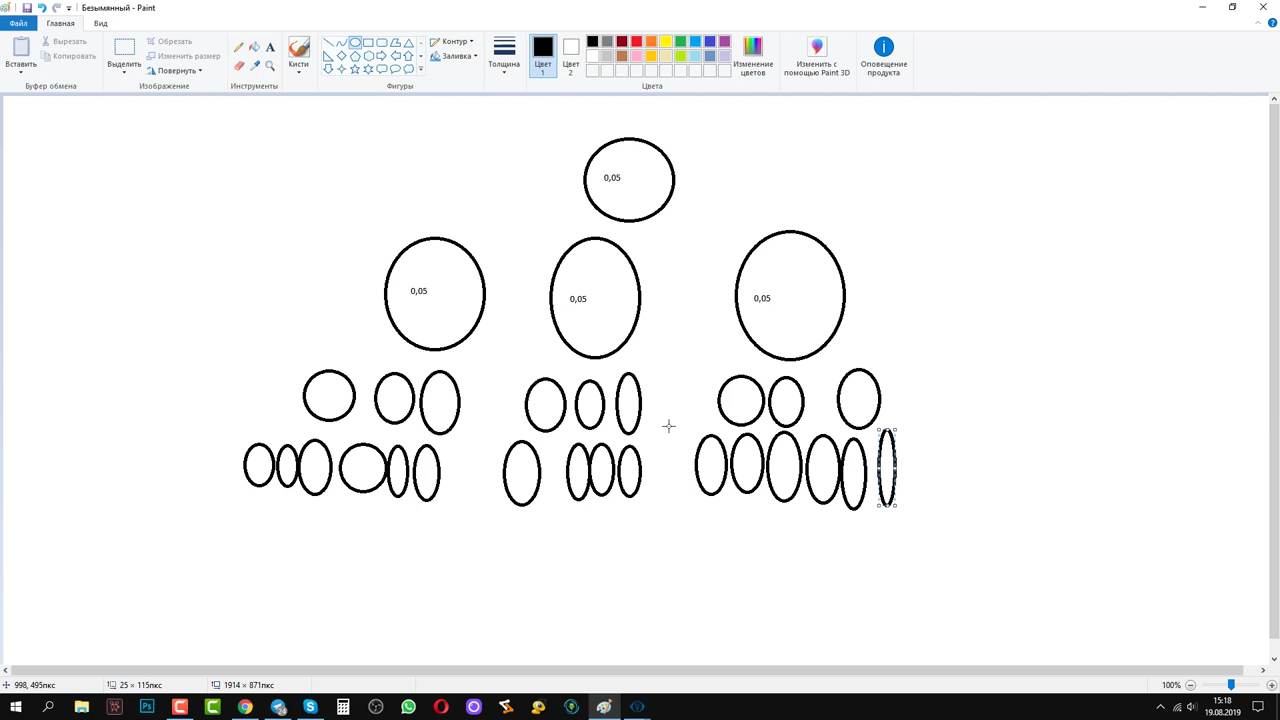 Безымянный - Paint
Файл Главная Вид
Вставить
Вырезать
Копировать
Буфер обмена
Выделить
Обрезать
Изменить размер
Повернуть
Изображение
A
Инструменты
Кисти
Контур
Заливка
Фигуры
Толщина
Цвет 1
Цвет 2
Цвета
Изменение цветов
Изменить с помощью Paint 3D
Оповещение продукта
0,05
0,05
0,05
0,05
998, 495пкс
25 × 115пкс
1914 × 871пкс
100%
Ps
15:18
19.08.2019